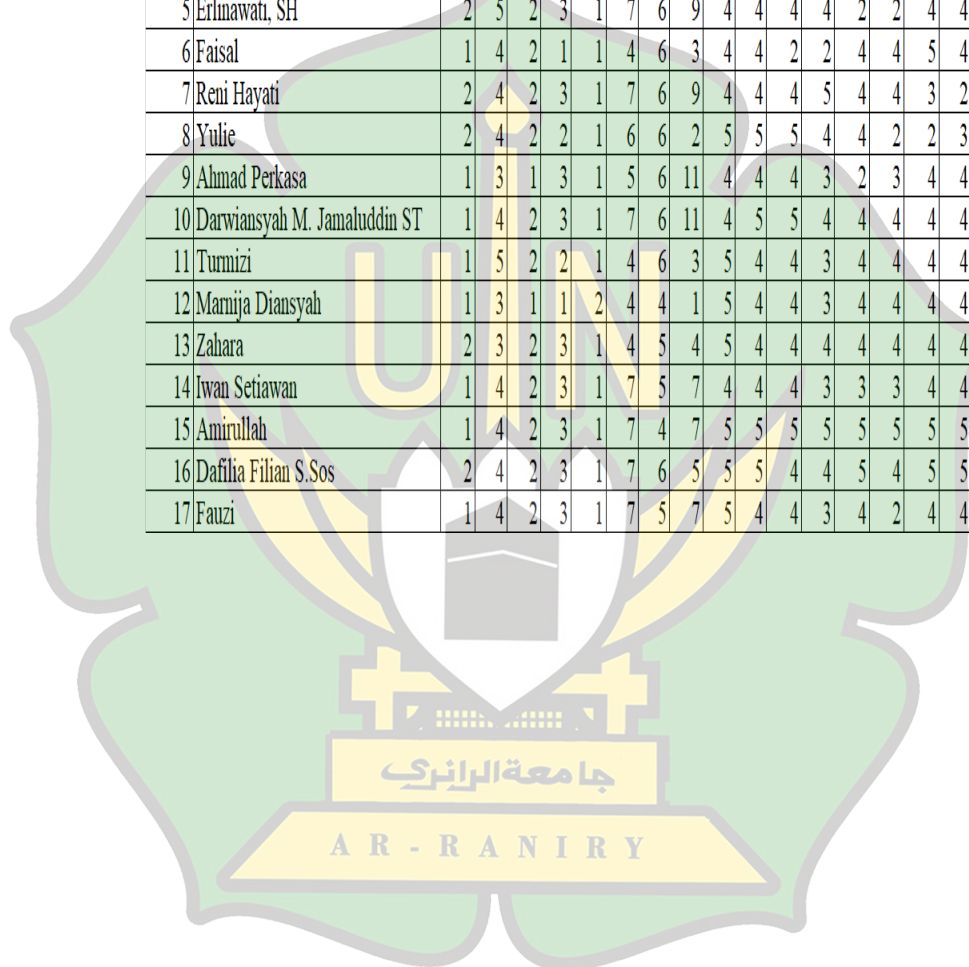 5 Erlinawati, SH 2 5 2 3 1 7 6 9 4 4 4 4 2 2 4 4
6 Faisal 1 4 2 1 1 4 6 3 4 4 2 2 4 4 5 4
7 Reni Hayati 2 4 2 3 1 7 6 9 4 4 4 5 4 4 3 2
8 Yulie 2 4 2 2 1 6 6 2 5 5 5 4 4 2 2 3
9 Ahmad Perkasa 1 3 1 3 1 5 6 11 4 4 4 3 2 3 4 4
10 Darwiansyah M. Jamaluddin ST 1 4 2 3 1 7 6 11 4 5 5 4 4 4 4 4
11 Turmizi 1 5 2 2 1 4 6 3 5 4 4 3 4 4 4 4
12 Marnija Diansyah 1 3 1 1 2 4 4 1 5 4 4 3 4 4 4 4
13 Zahara 2 3 2 3 1 4 5 4 5 4 4 4 4 4 4 4
14 Iwan Setiawan 1 4 2 3 1 7 5 7 4 4 4 3 3 3 4 4
15 Amirullah 1 4 2 3 1 7 4 7 5 5 5 5 5 5 5 5
16 Dafilia Filian S.Sos 2 4 2 3 1 7 6 5 5 5 4 4 5 4 5 5
17 Fauzi 1 4 2 3 1 7 5 7 5 4 4 3 4 2 4 4
UIN
جامعةالرانري
AR-RANIRY